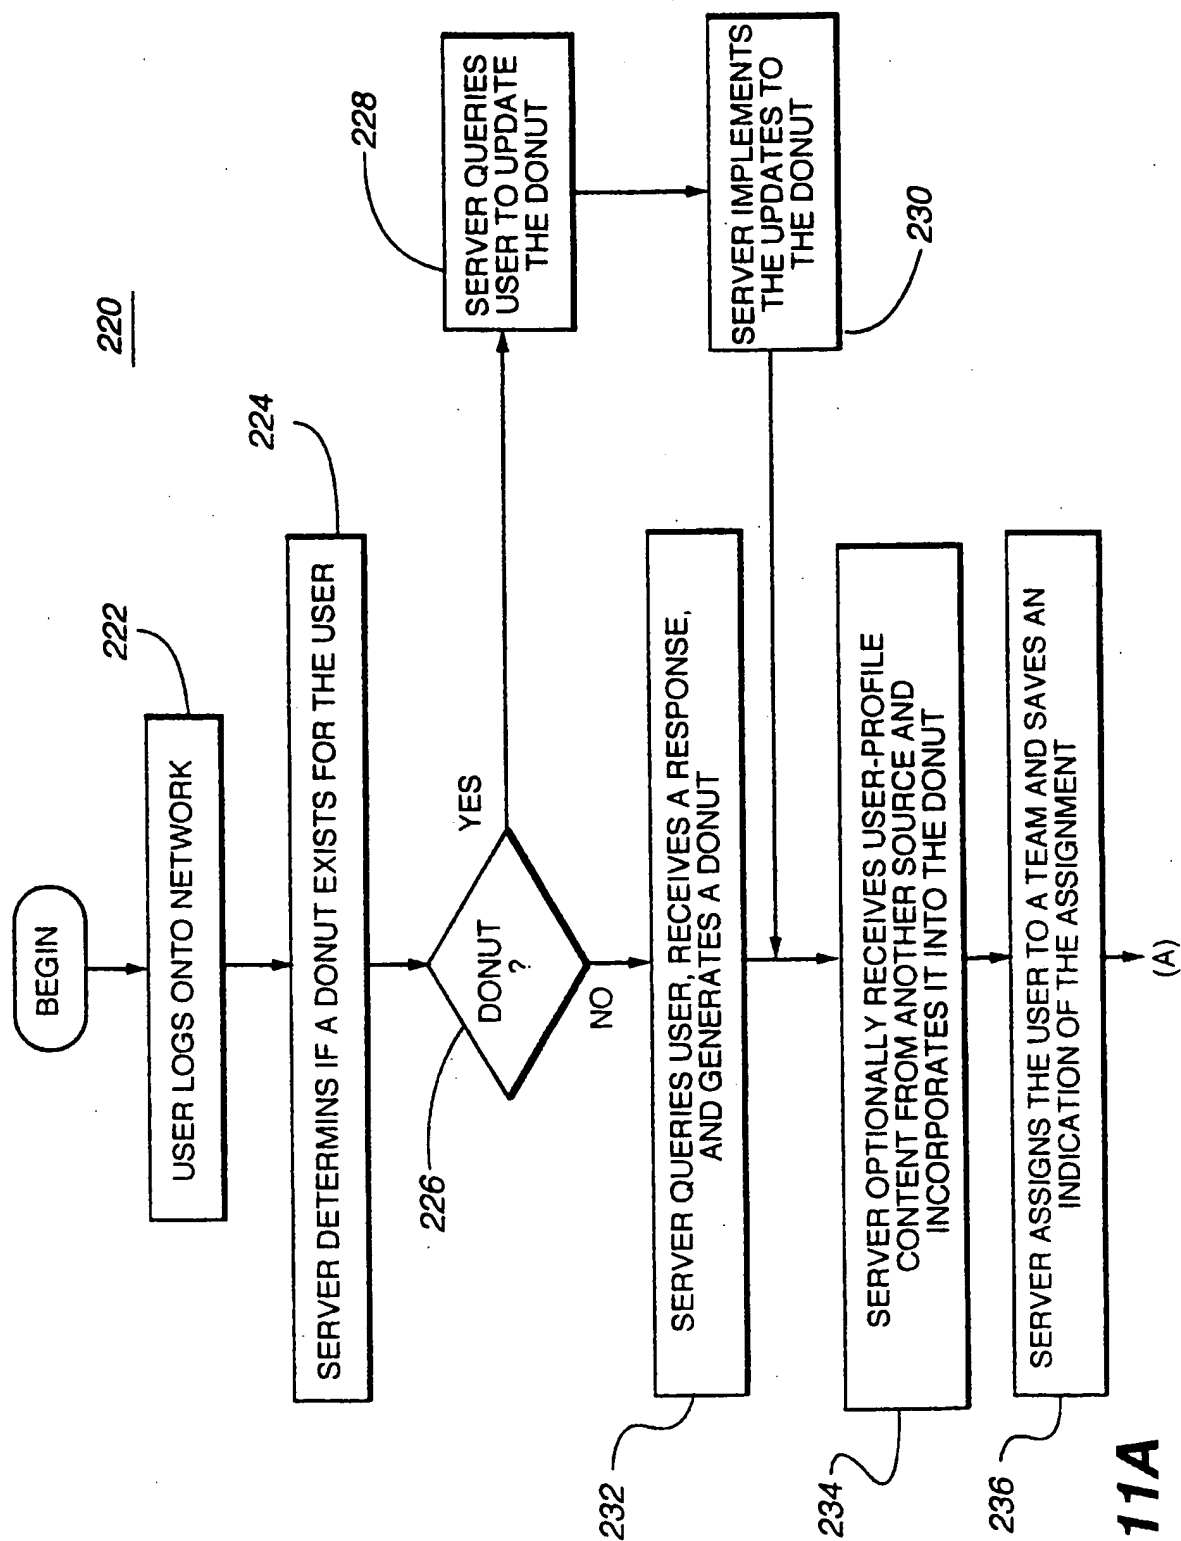 220
BEGIN
222
USER LOGS ONTO NETWORK
224
SERVER DETERMINS IF A DONUT EXISTS FOR THE USER
226
DONUT
?
YES
NO
228
SERVER QUERIES
USER TO UPDATE
THE DONUT
230
SERVER IMPLEMENTS
THE UPDATES TO
THE DONUT
232
SERVER QUERIES USER, RECEIVES A RESPONSE,
AND GENERATES A DONUT
234
SERVER OPTIONALLY RECEIVES USER-PROFILE
CONTENT FROM ANOTHER SOURCE AND
INCORPORATES IT INTO THE DONUT
236
SERVER ASSIGNS THE USER TO A TEAM AND SAVES AN
INDICATION OF THE ASSIGNMENT
(A)
11A